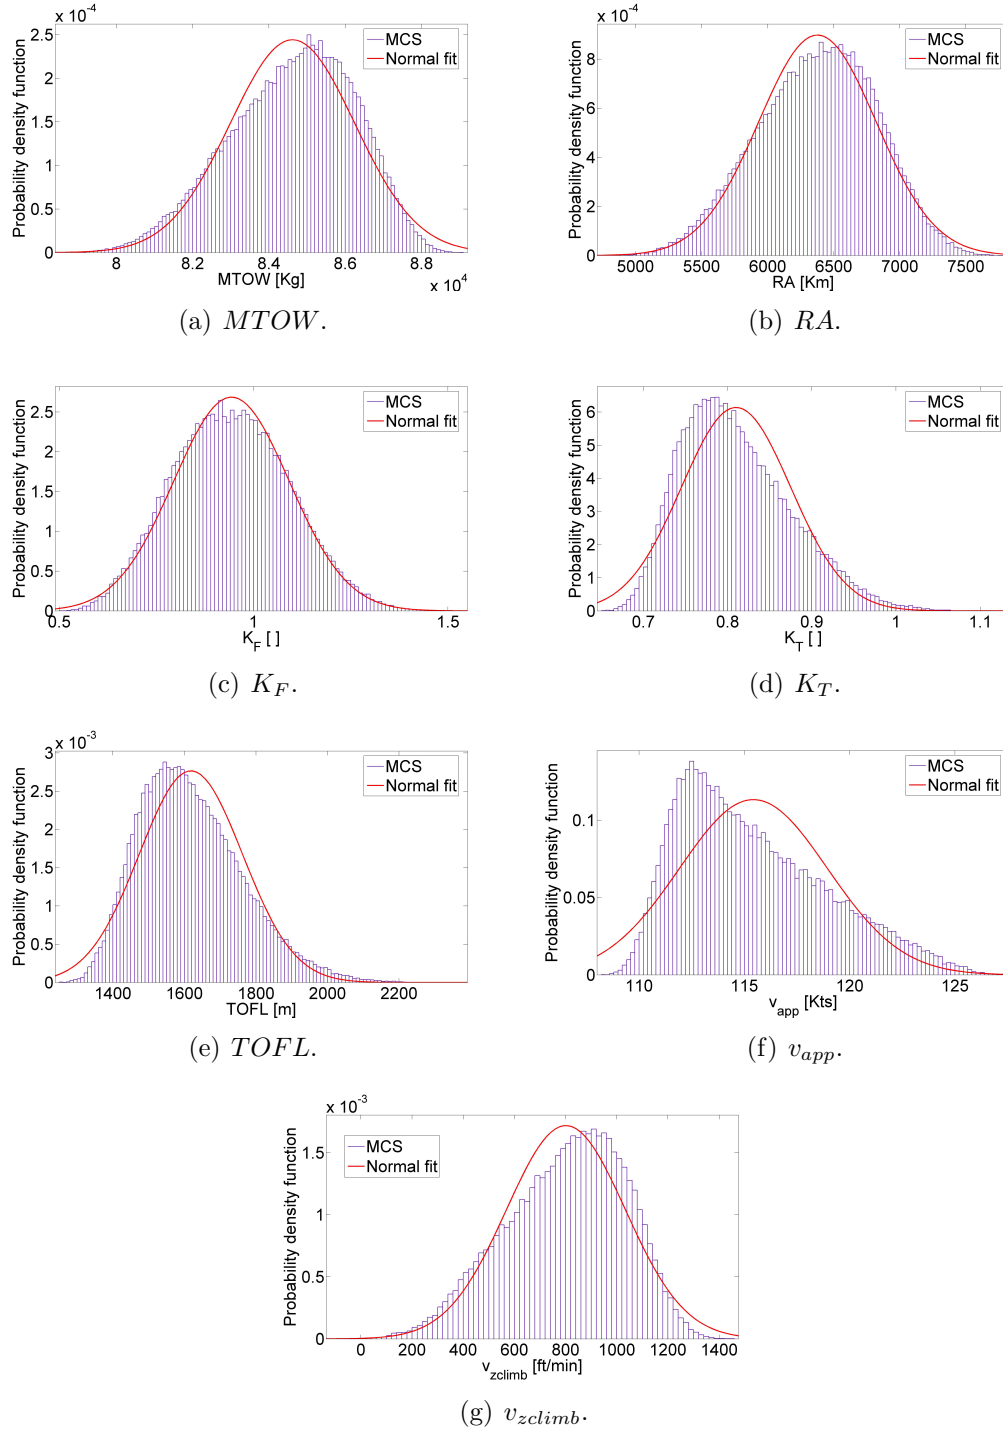 x 10⁻⁴
Probability density function
2.5
2
1.5
1
0.5
0
8
8.2
8.4
8.6
8.8
MTOW [Kg]
x 10⁴
MCS
Normal fit
(a) MTOW.
x 10⁻⁴
Probability density function
8
6
4
2
0
5000
5500
6000
6500
7000
7500
RA [Km]
MCS
Normal fit
(b) RA.
Probability density function
2.5
2
1.5
1
0.5
0
0.5
1
1.5
K_F [ ]
MCS
Normal fit
(c) K_F.
Probability density function
6
5
4
3
2
1
0
0.7
0.8
0.9
1
1.1
K_T [ ]
MCS
Normal fit
(d) K_T.
x 10⁻³
Probability density function
3
2.5
2
1.5
1
0.5
0
1400
1600
1800
2000
2200
TOFL [m]
MCS
Normal fit
(e) TOFL.
Probability density function
0.1
0.05
0
110
115
120
125
v_app [Kts]
MCS
Normal fit
(f) v_app.
x 10⁻³
Probability density function
1.5
1
0.5
0
0
200
400
600
800
1000
1200
1400
v_zclimb [ft/min]
MCS
Normal fit
(g) v_zclimb.